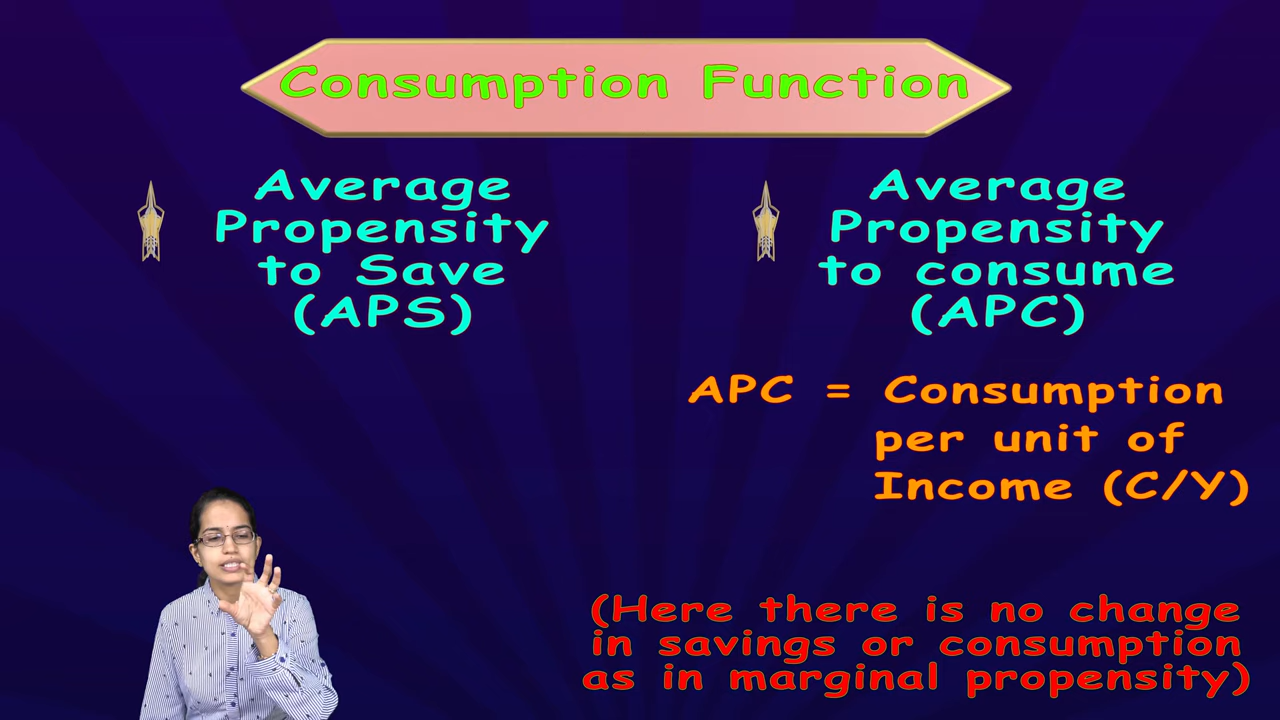 Consumption Function
Average
Propensity
to Save
(APS)
Average
Propensity
to consume
(APC)
APC = Consumption
per unit of
Income (C/Y)
(Here there is no change
in savings or consumption
as in marginal propensity)